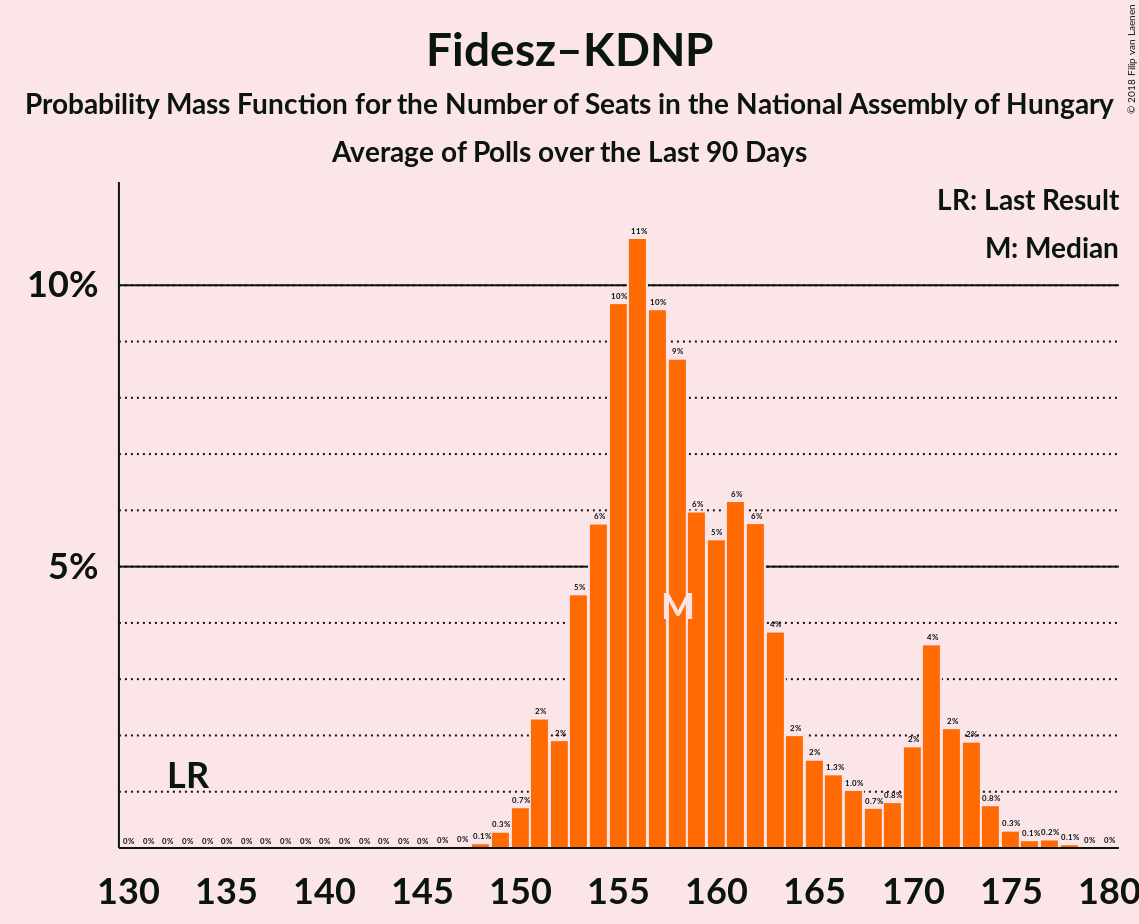 Fidesz–KDNP
Probability Mass Function for the Number of Seats in the National Assembly of Hungary
Average of Polls over the Last 90 Days
© 2018 Filip van Laenen
LR: Last Result
M: Median
10%
5%
11%
10% 10%
9%
6% 6% 5% 6% 6%
5% 4% 4%
M
2% 2% 2% 2% 2% 2% 2%
LR
0% 0% 0% 0% 0% 0% 0% 0% 0% 0% 0% 0% 0% 0% 0% 0% 0% 0% 0.1% 0.3% 0.7% 1.3% 1.0% 0.7% 0.8% 0.8% 0.3% 0.1% 0.2% 0.1% 0% 0%
130 135 140 145 150 155 160 165 170 175 180